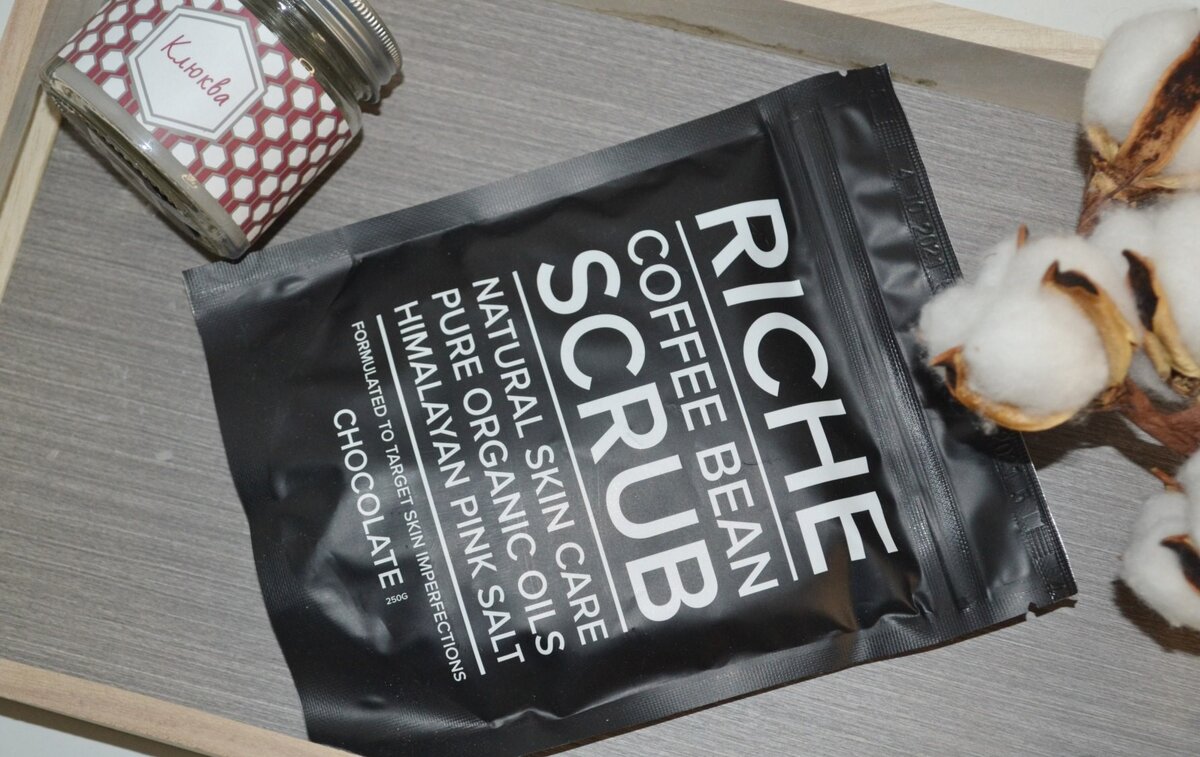 Клюква
RICHE
COFFEE BEAN
SCRUB
NATURAL SKIN CARE
PURE ORGANIC OILS
HIMALAYAN PINK SALT
FORMULATED TO TARGET SKIN IMPERFECTIONS
CHOCOLATE 250G